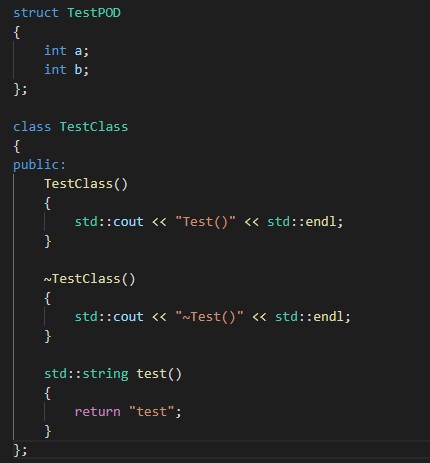 struct TestPOD
{
    int a;
    int b;
};

class TestClass
{
public:
    TestClass()
    {
        std::cout << "Test()" << std::endl;
    }

    ~TestClass()
    {
        std::cout << "~Test()" << std::endl;
    }

    std::string test()
    {
        return "test";
    }
};